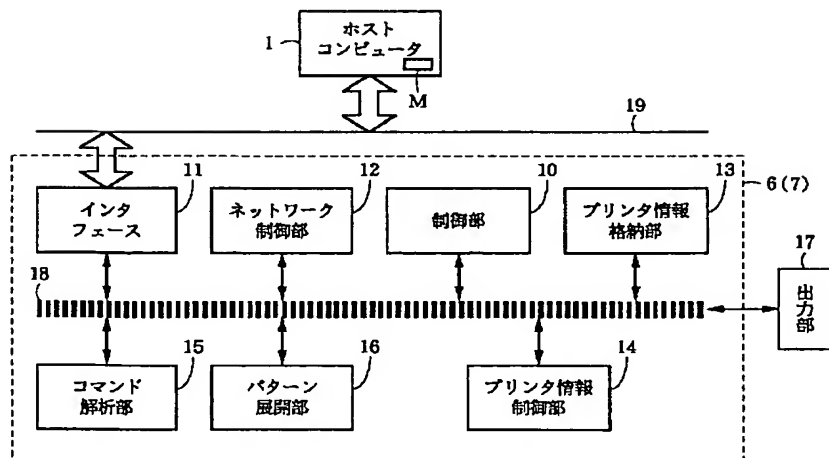 1
ホスト
コンピュータ
M
19
11
12
10
13
6(7)
インタ
フェース
ネットワーク
制御部
制御部
プリンタ情報
格納部
17
出力部
18
15
16
14
コマンド
解析部
パターン
展開部
プリンタ情報
制御部